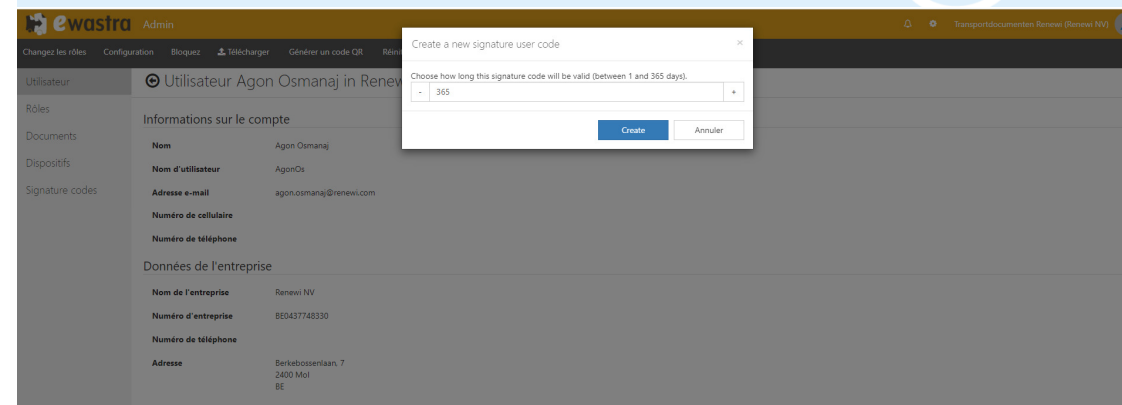 ewastra Admin Transportdocumenten Renewi (Renewi NV)
Changez les rôles Configuration Bloquez Télécharger Générer un code QR
Utilisateur
Rôles
Documents
Dispositifs
Signature codes
Utilisateur Agon Osmanaj in
Informations sur le compte
Nom Agon Osmanaj
Nom d'utilisateur AgonOs
Adresse e-mail agon.osmanaj@renewi.com
Numéro de cellulaire
Numéro de téléphone
Données de l'entreprise
Nom de l'entreprise Renewi NV
Numéro d'entreprise BE0437748330
Numéro de téléphone
Adresse Berkebossenlaan, 7
2400 Mol
BE
Create a new signature user code ×
Choose how long this signature code will be valid (between 1 and 365 days).
- 365 +
Create Annuler